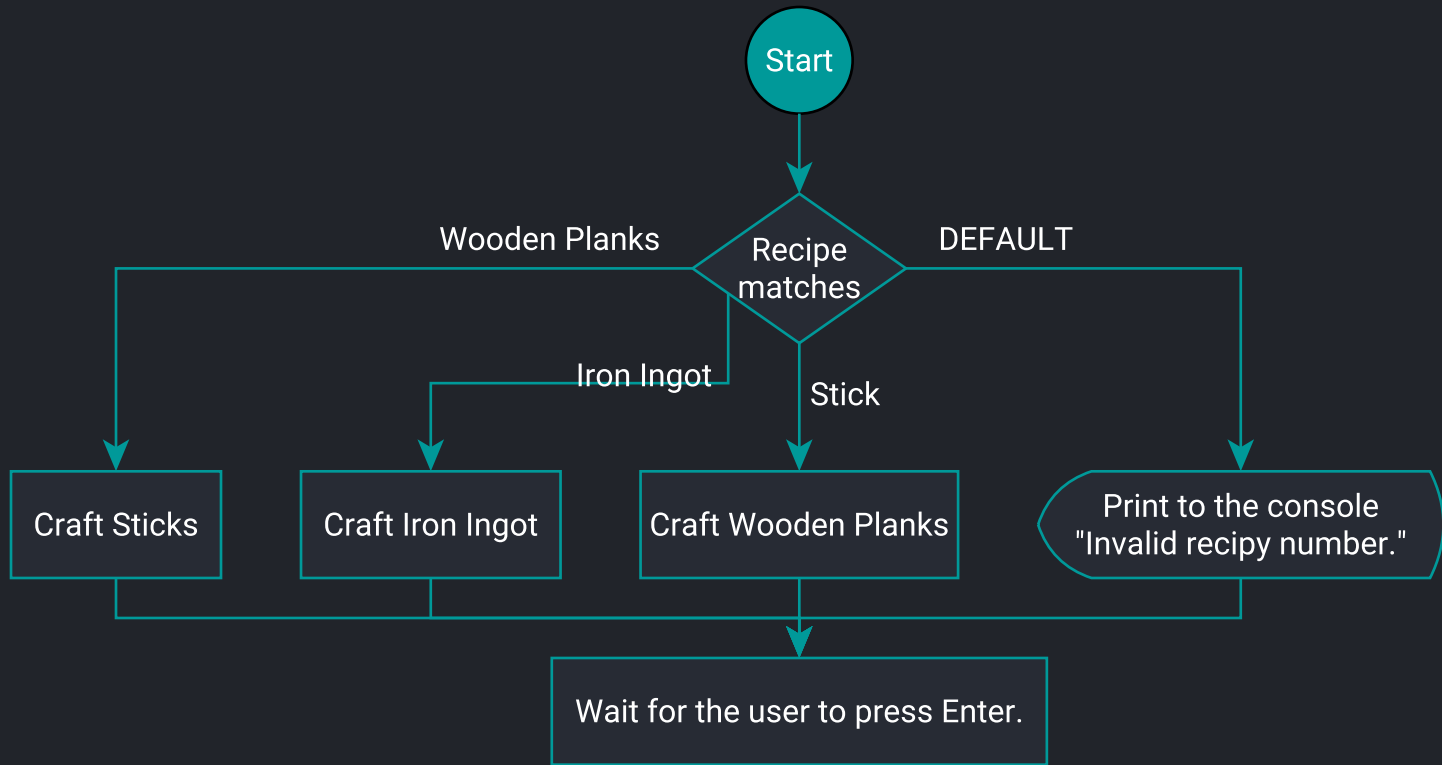 Start
Wooden Planks
DEFAULT
Recipe
matches
Iron Ingot
Stick
Craft Sticks
Craft Iron Ingot
Craft Wooden Planks
Print to the console
"Invalid recipy number."
Wait for the user to press Enter.